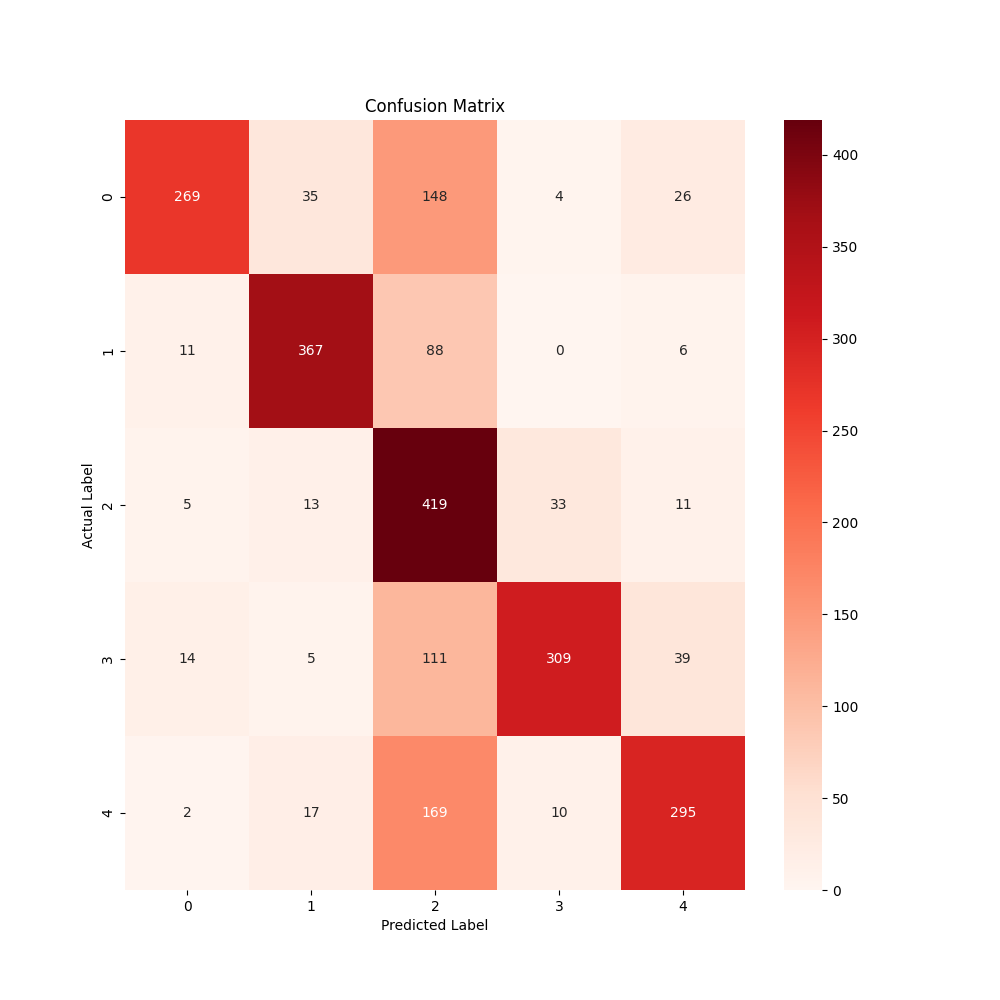 Confusion Matrix
0 269 35 148 4 26
1 11 367 88 0 6
2 5 13 419 33 11
3 14 5 111 309 39
4 2 17 169 10 295
0 1 2 3 4
Predicted Label
Actual Label
400
350
300
250
200
150
100
50
0